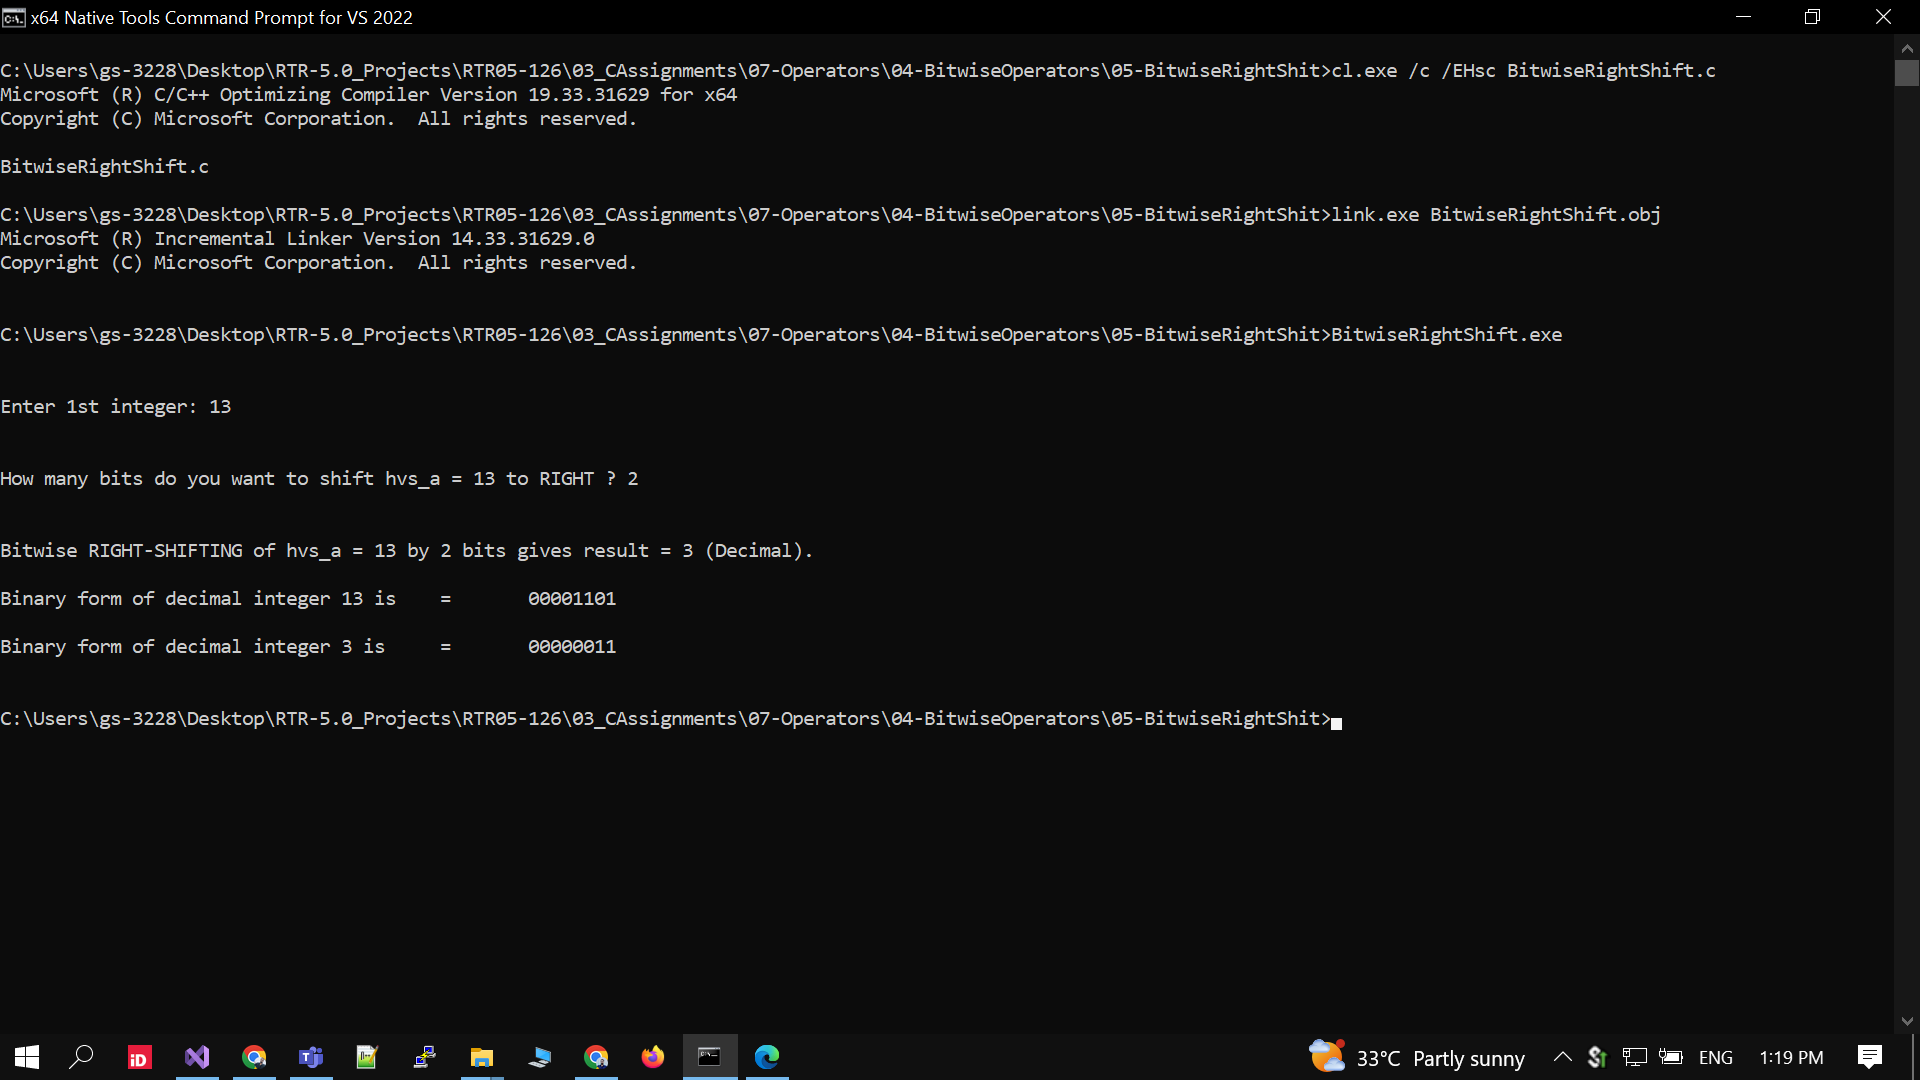 x64 Native Tools Command Prompt for VS 2022
C:\Users\gs-3228\Desktop\RTR-5.0_Projects\RTR05-126\03_CAssignments\07-Operators\04-BitwiseOperators\05-BitwiseRightShit>cl.exe /c /EHsc BitwiseRightShift.c
Microsoft (R) C/C++ Optimizing Compiler Version 19.33.31629 for x64
Copyright (C) Microsoft Corporation.  All rights reserved.
BitwiseRightShift.c
C:\Users\gs-3228\Desktop\RTR-5.0_Projects\RTR05-126\03_CAssignments\07-Operators\04-BitwiseOperators\05-BitwiseRightShit>link.exe BitwiseRightShift.obj
Microsoft (R) Incremental Linker Version 14.33.31629.0
Copyright (C) Microsoft Corporation.  All rights reserved.
C:\Users\gs-3228\Desktop\RTR-5.0_Projects\RTR05-126\03_CAssignments\07-Operators\04-BitwiseOperators\05-BitwiseRightShit>BitwiseRightShift.exe
Enter 1st integer: 13
How many bits do you want to shift hvs_a = 13 to RIGHT ? 2
Bitwise RIGHT-SHIFTING of hvs_a = 13 by 2 bits gives result = 3 (Decimal).
Binary form of decimal integer 13 is    =       00001101
Binary form of decimal integer 3 is     =       00000011
C:\Users\gs-3228\Desktop\RTR-5.0_Projects\RTR05-126\03_CAssignments\07-Operators\04-BitwiseOperators\05-BitwiseRightShit>
33°C Partly sunny ENG 1:19 PM